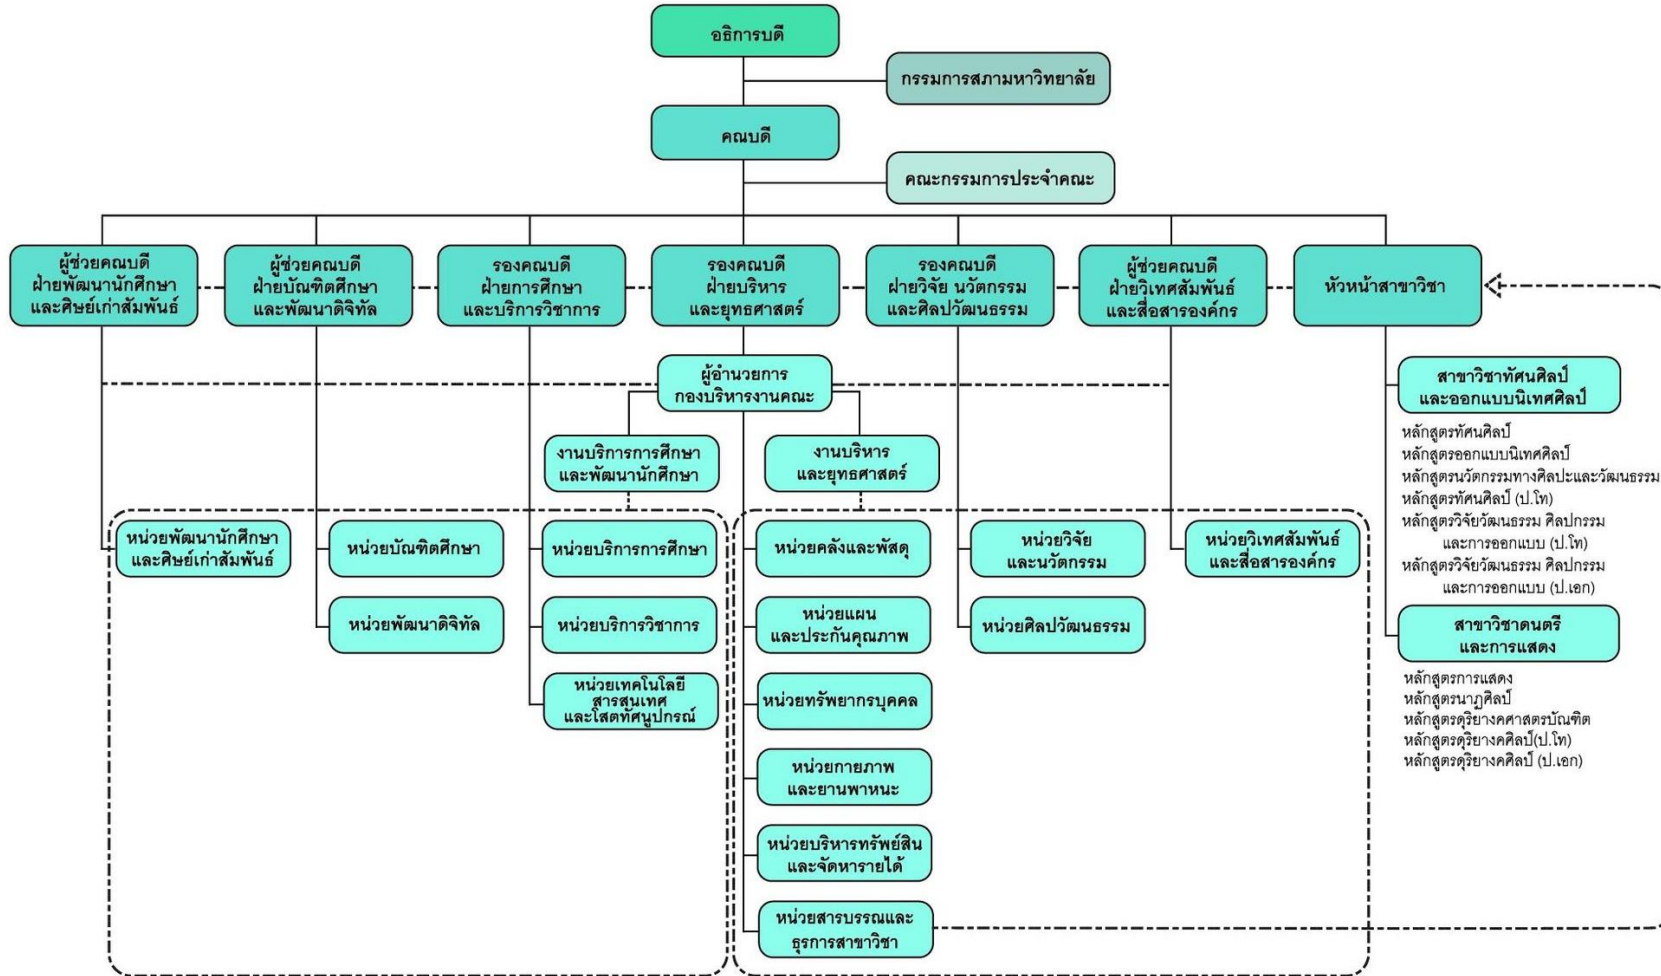 อธิการบดี
กรรมการสภามหาวิทยาลัย
คณบดี
คณะกรรมการประจำคณะ
ผู้ช่วยคณบดี
ฝ่ายพัฒนานักศึกษา
และศิษย์เก่าสัมพันธ์
ผู้ช่วยคณบดี
ฝ่ายบัณฑิตศึกษา
และพัฒนาดิจิทัล
รองคณบดี
ฝ่ายการศึกษา
และบริการวิชาการ
รองคณบดี
ฝ่ายบริหาร
และยุทธศาสตร์
รองคณบดี
ฝ่ายวิจัย นวัตกรรม
และศิลปวัฒนธรรม
ผู้ช่วยคณบดี
ฝ่ายวิเทศสัมพันธ์
และสื่อสารองค์กร
หัวหน้าสาขาวิชา
ผู้อำนวยการ
กองบริหารงานคณะ
งานบริการการศึกษา
และพัฒนานักศึกษา
งานบริหาร
และยุทธศาสตร์
หน่วยพัฒนานักศึกษา
และศิษย์เก่าสัมพันธ์
หน่วยบัณฑิตศึกษา
หน่วยพัฒนาดิจิทัล
หน่วยบริการการศึกษา
หน่วยบริการวิชาการ
หน่วยเทคโนโลยี
สารสนเทศ
และโสตทัศนูปกรณ์
หน่วยคลังและพัสดุ
หน่วยแผน
และประกันคุณภาพ
หน่วยทรัพยากรบุคคล
หน่วยกายภาพ
และยานพาหนะ
หน่วยบริหารทรัพย์สิน
และจัดหารายได้
หน่วยสารบรรณและ
ธุรการสาขาวิชา
หน่วยวิจัย
และนวัตกรรม
หน่วยศิลปวัฒนธรรม
หน่วยวิเทศสัมพันธ์
และสื่อสารองค์กร
สาขาวิชาทัศนศิลป์
และออกแบบนิเทศศิลป์
หลักสูตรทัศนศิลป์
หลักสูตรออกแบบนิเทศศิลป์
หลักสูตรนวัตกรรมทางศิลปะและวัฒนธรรม
หลักสูตรทัศนศิลป์ (ป.โท)
หลักสูตรวิจัยวัฒนธรรม ศิลปกรรม
และการออกแบบ (ป.โท)
หลักสูตรวิจัยวัฒนธรรม ศิลปกรรม
และการออกแบบ (ป.เอก)
สาขาวิชาดนตรี
และการแสดง
หลักสูตรการแสดง
หลักสูตรนาฏศิลป์
หลักสูตรดุริยางคศาสตรบัณฑิต
หลักสูตรดุริยางคศิลป์(ป.โท)
หลักสูตรดุริยางคศิลป์ (ป.เอก)